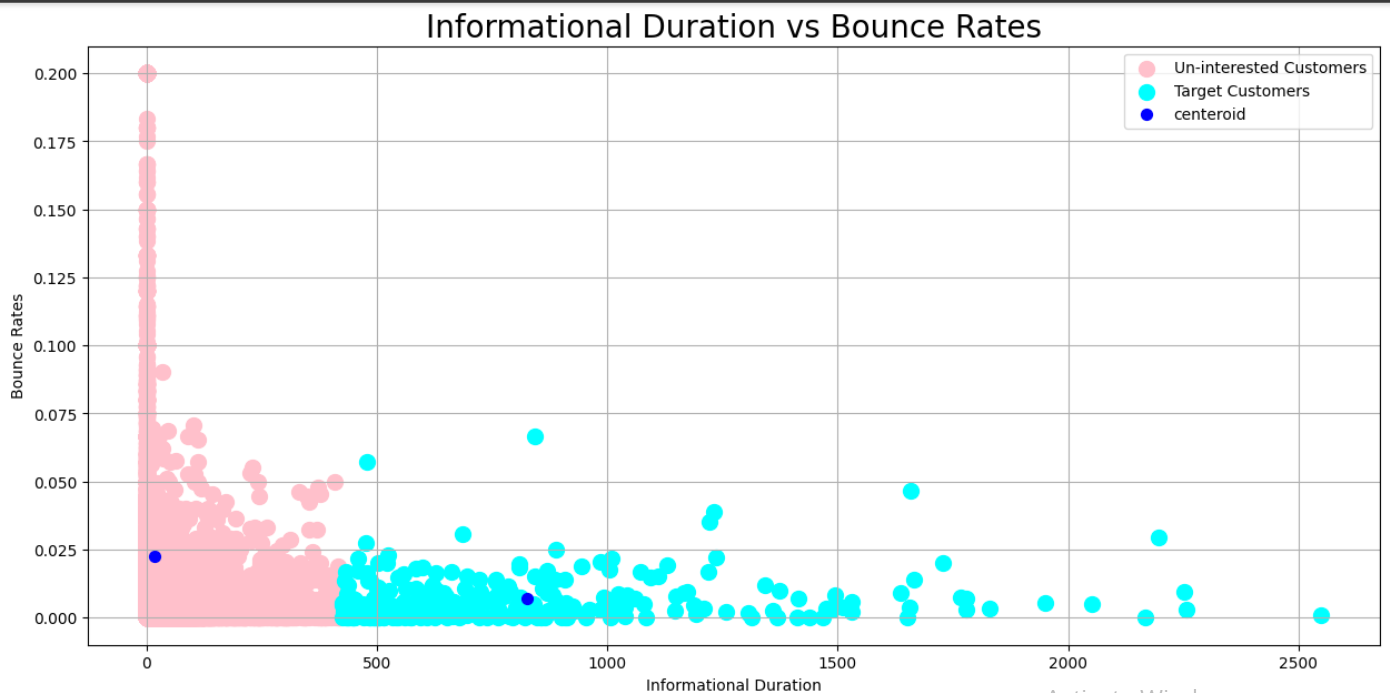 Informational Duration vs Bounce Rates
Un-interested Customers
Target Customers
centeroid
Bounce Rates
0.200
0.175
0.150
0.125
0.100
0.075
0.050
0.025
0.000
0
500
1000
1500
2000
2500
Informational Duration